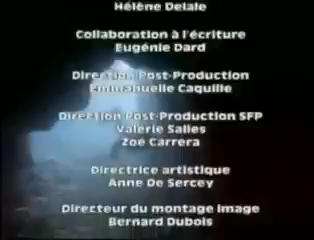 Hélène Delale
Collaboration à l'écriture
Eugénie Dard
Direction Post-Production
Emmanuelle Caquille
Direction Post-Production SFP
Valérie Salles
Zoé Carrera
Directrice artistique
Anne De Sercey
Directeur du montage image
Bernard Dubois